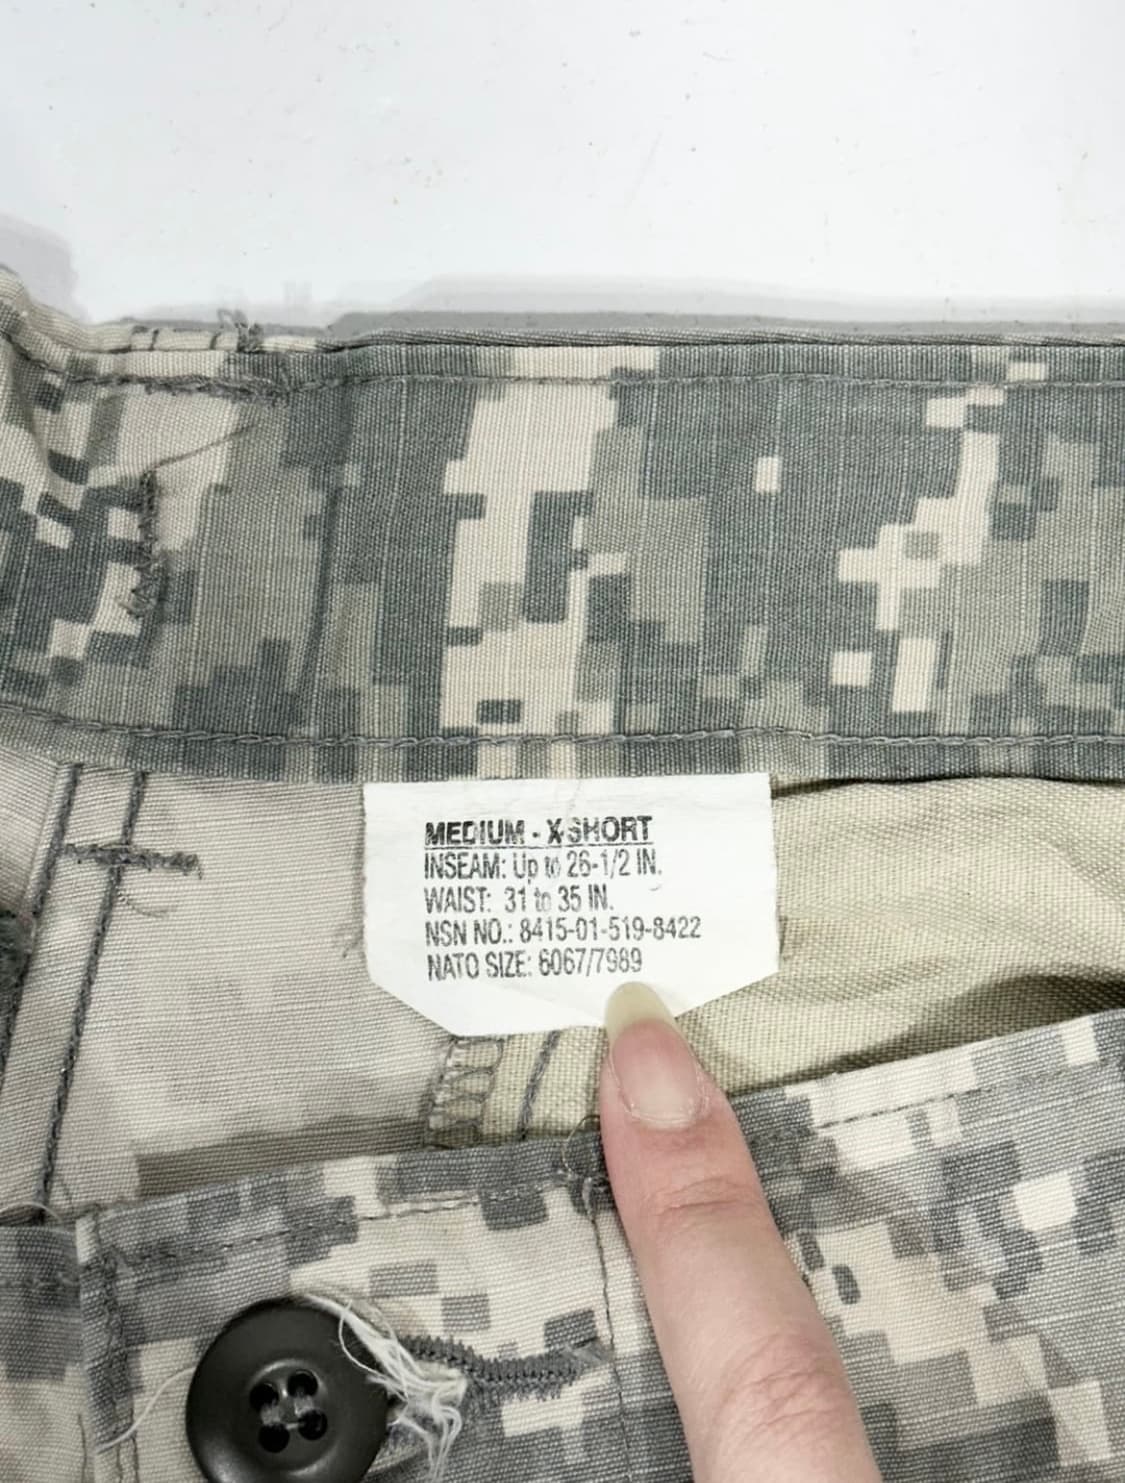 MEDIUM - X-SHORT
INSEAM: Up to 26-1/2 IN.
WAIST: 31 to 35 IN.
NSN NO.: 8415-01-519-8422
NATO SIZE: 6067/7989